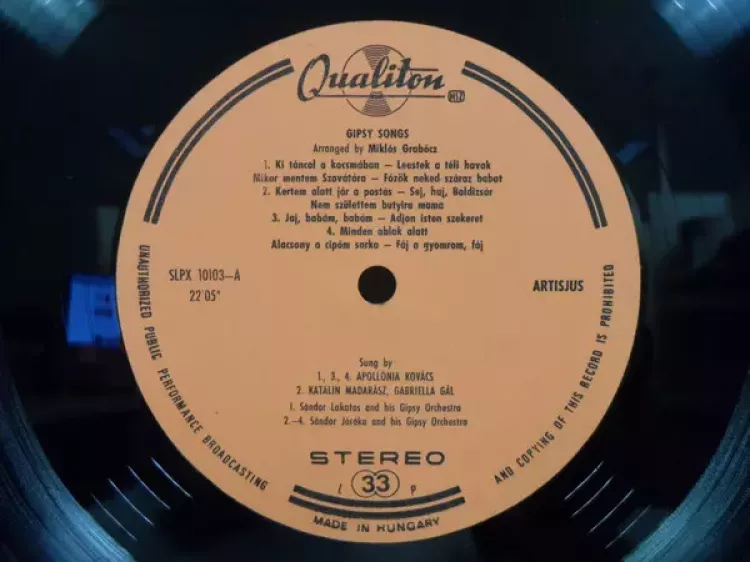 Qualiton
MHV
GIPSY SONGS
Arranged by Miklós Grabócz
1. Ki táncol a kocsmában – Leestek a téli havak
Mikor mentem Szovátára – Főzök neked száraz babot
2. Kertem alatt jár a postás – Sej, haj, Baldizsár
Nem születtem butyira mama
3. Jaj, babám, babám – Adjon isten szekeret
4. Minden ablak alatt
Alacsony a cipőm sarka – Fáj a gyomrom, fáj
SLPX 10103–A
22'05"
ARTISJUS
Sung by
1., 3., 4. APOLLÓNIA KOVÁCS
2. KATALIN MADARÁSZ, GABRIELLA GÁL
1. Sándor Lakatos and his Gipsy Orchestra
2.–4. Sándor Járóka and his Gipsy Orchestra
STEREO
L 33 P
MADE IN HUNGARY
UNAUTHORIZED PUBLIC PERFORMANCE BROADCASTING
AND COPYING OF THIS RECORD IS PROHIBITED